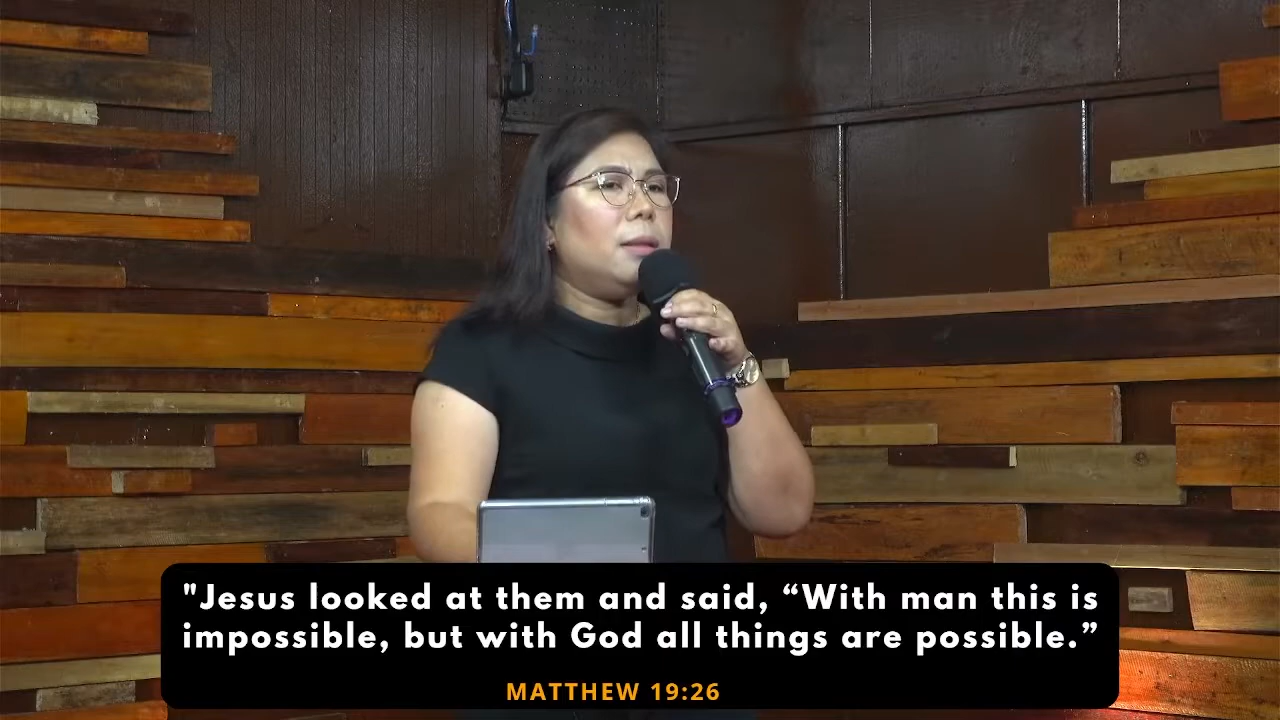 "Jesus looked at them and said, “With man this is
impossible, but with God all things are possible.”
MATTHEW 19:26